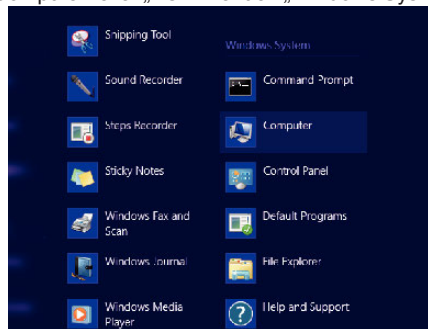 Snipping Tool
Sound Recorder
Steps Recorder
Sticky Notes
Windows Fax and
Scan
Windows Journal
Windows Media
Player
Windows System
Command Prompt
Computer
Control Panel
Default Programs
File Explorer
Help and Support